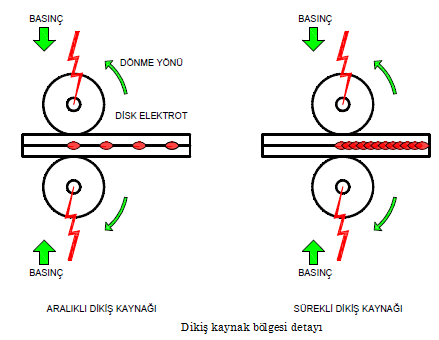 BASINÇ
DÖNME YÖNÜ
DİSK ELEKTROT
BASINÇ
ARALIKLI DİKİŞ KAYNAĞI
BASINÇ
BASINÇ
SÜREKLİ DİKİŞ KAYNAĞI
Dikiş kaynak bölgesi detayı